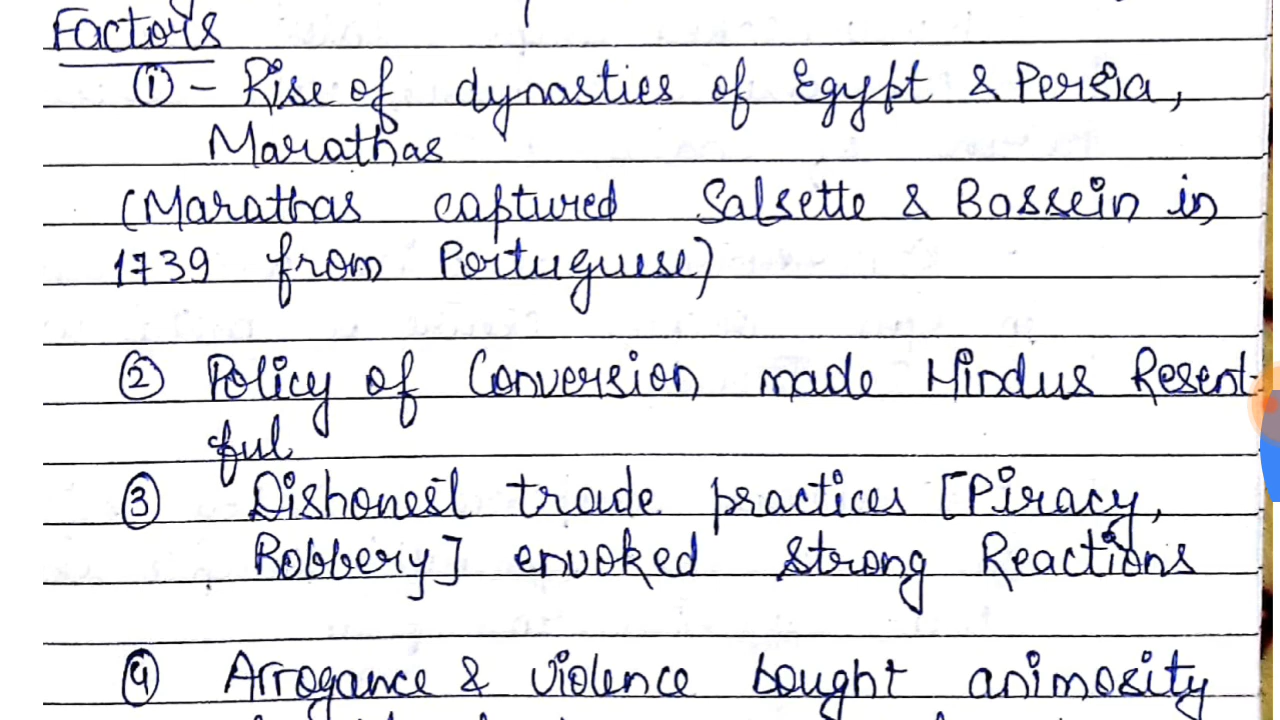 Factors
① - Rise of dynasties of Egypt & Persia,
Marathas
(Marathas captured Salsette & Bassein in
1739 from Portuguese)
② Policy of Conversion made Hindus Resent-
ful
③ Dishonest trade practices [Piracy,
Robbery] envoked strong Reactions
④ Arrogance & violence bought animosity